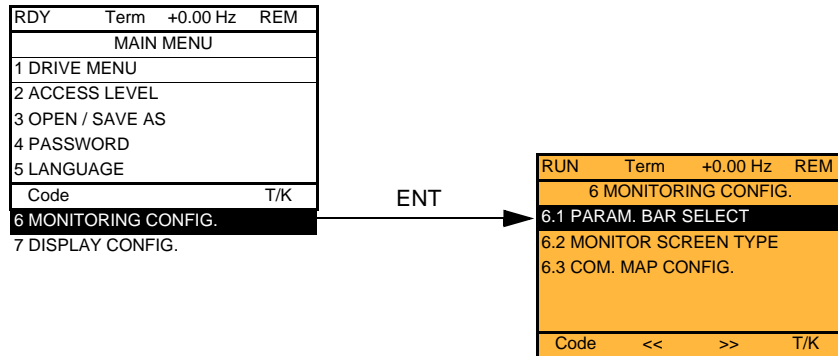 RDY Term +0.00 Hz REM
MAIN MENU
1 DRIVE MENU
2 ACCESS LEVEL
3 OPEN / SAVE AS
4 PASSWORD
5 LANGUAGE
Code T/K
6 MONITORING CONFIG.
7 DISPLAY CONFIG.
ENT
RUN Term +0.00 Hz REM
6 MONITORING CONFIG.
6.1 PARAM. BAR SELECT
6.2 MONITOR SCREEN TYPE
6.3 COM. MAP CONFIG.
Code << >> T/K